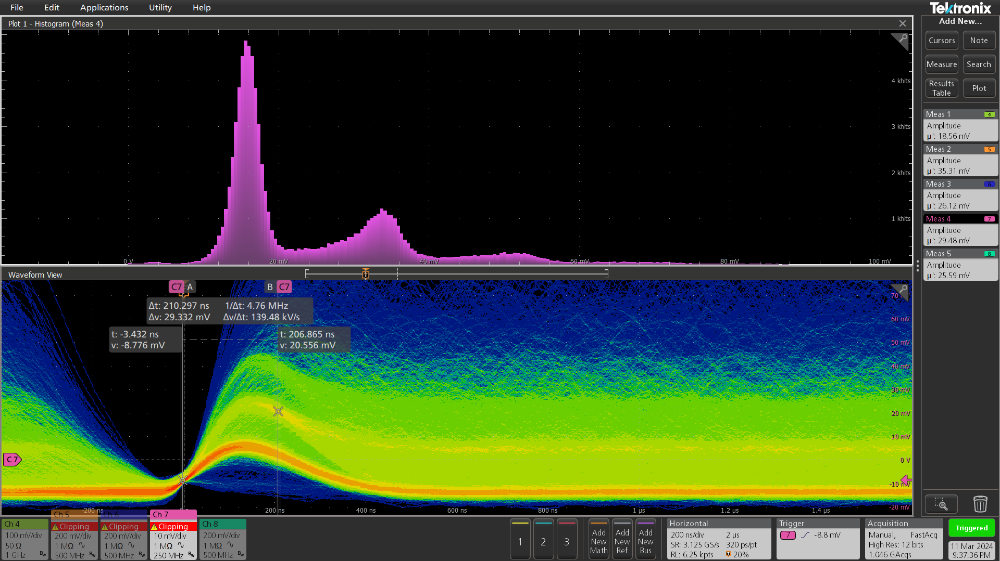 File Edit Applications Utility Help
Tektronix
Plot 1 - Histogram (Meas 4)
4 khits
3 khits
2 khits
1 khits
0 V 20 mV 40 mV 60 mV 80 mV 100 mV
Waveform View
C7 A B C7
Δt: 210.297 ns 1/Δt: 4.76 MHz
Δv: 29.332 mV Δv/Δt: 139.48 kV/s
t: -3.432 ns
v: -8.776 mV
t: 206.865 ns
v: 20.556 mV
70
60 mV
50 mV
40 mV
30 mV
20 mV
10 mV
0 V
-10 mV
-20 mV
C 7
-200 ns 200 ns 400 ns 600 ns 800 ns 1 µs 1.2 µs 1.4 µs
Add New...
Cursors Note
Measure Search
Results Table Plot
Meas 1 4
Amplitude
µ': 18.56 mV
Meas 2 5
Amplitude
µ': 35.31 mV
Meas 3 6
Amplitude
µ': 26.12 mV
Meas 4 7
Amplitude
µ': 29.48 mV
Meas 5 8
Amplitude
µ': 25.59 mV
Ch 4
100 mV/div
50 Ω
1 GHz Bw
Ch 5
Clipping
200 mV/div
1 MΩ
500 MHz Bw
Ch 6
Clipping
200 mV/div
1 MΩ
500 MHz Bw
Ch 7
Clipping
10 mV/div
1 MΩ
250 MHz Bw
Ch 8
200 mV/div
1 MΩ
500 MHz Bw
1 2 3
Add New Math
Add New Ref
Add New Bus
Horizontal
200 ns/div 2 µs
SR: 3.125 GS/s 320 ps/pt
RL: 6.25 kpts T 20%
Trigger
7 -8.8 mV
Acquisition
Manual, FastAcq
High Res: 12 bits
1.046 GAcqs
Triggered
11 Mar 2024
9:37:36 PM